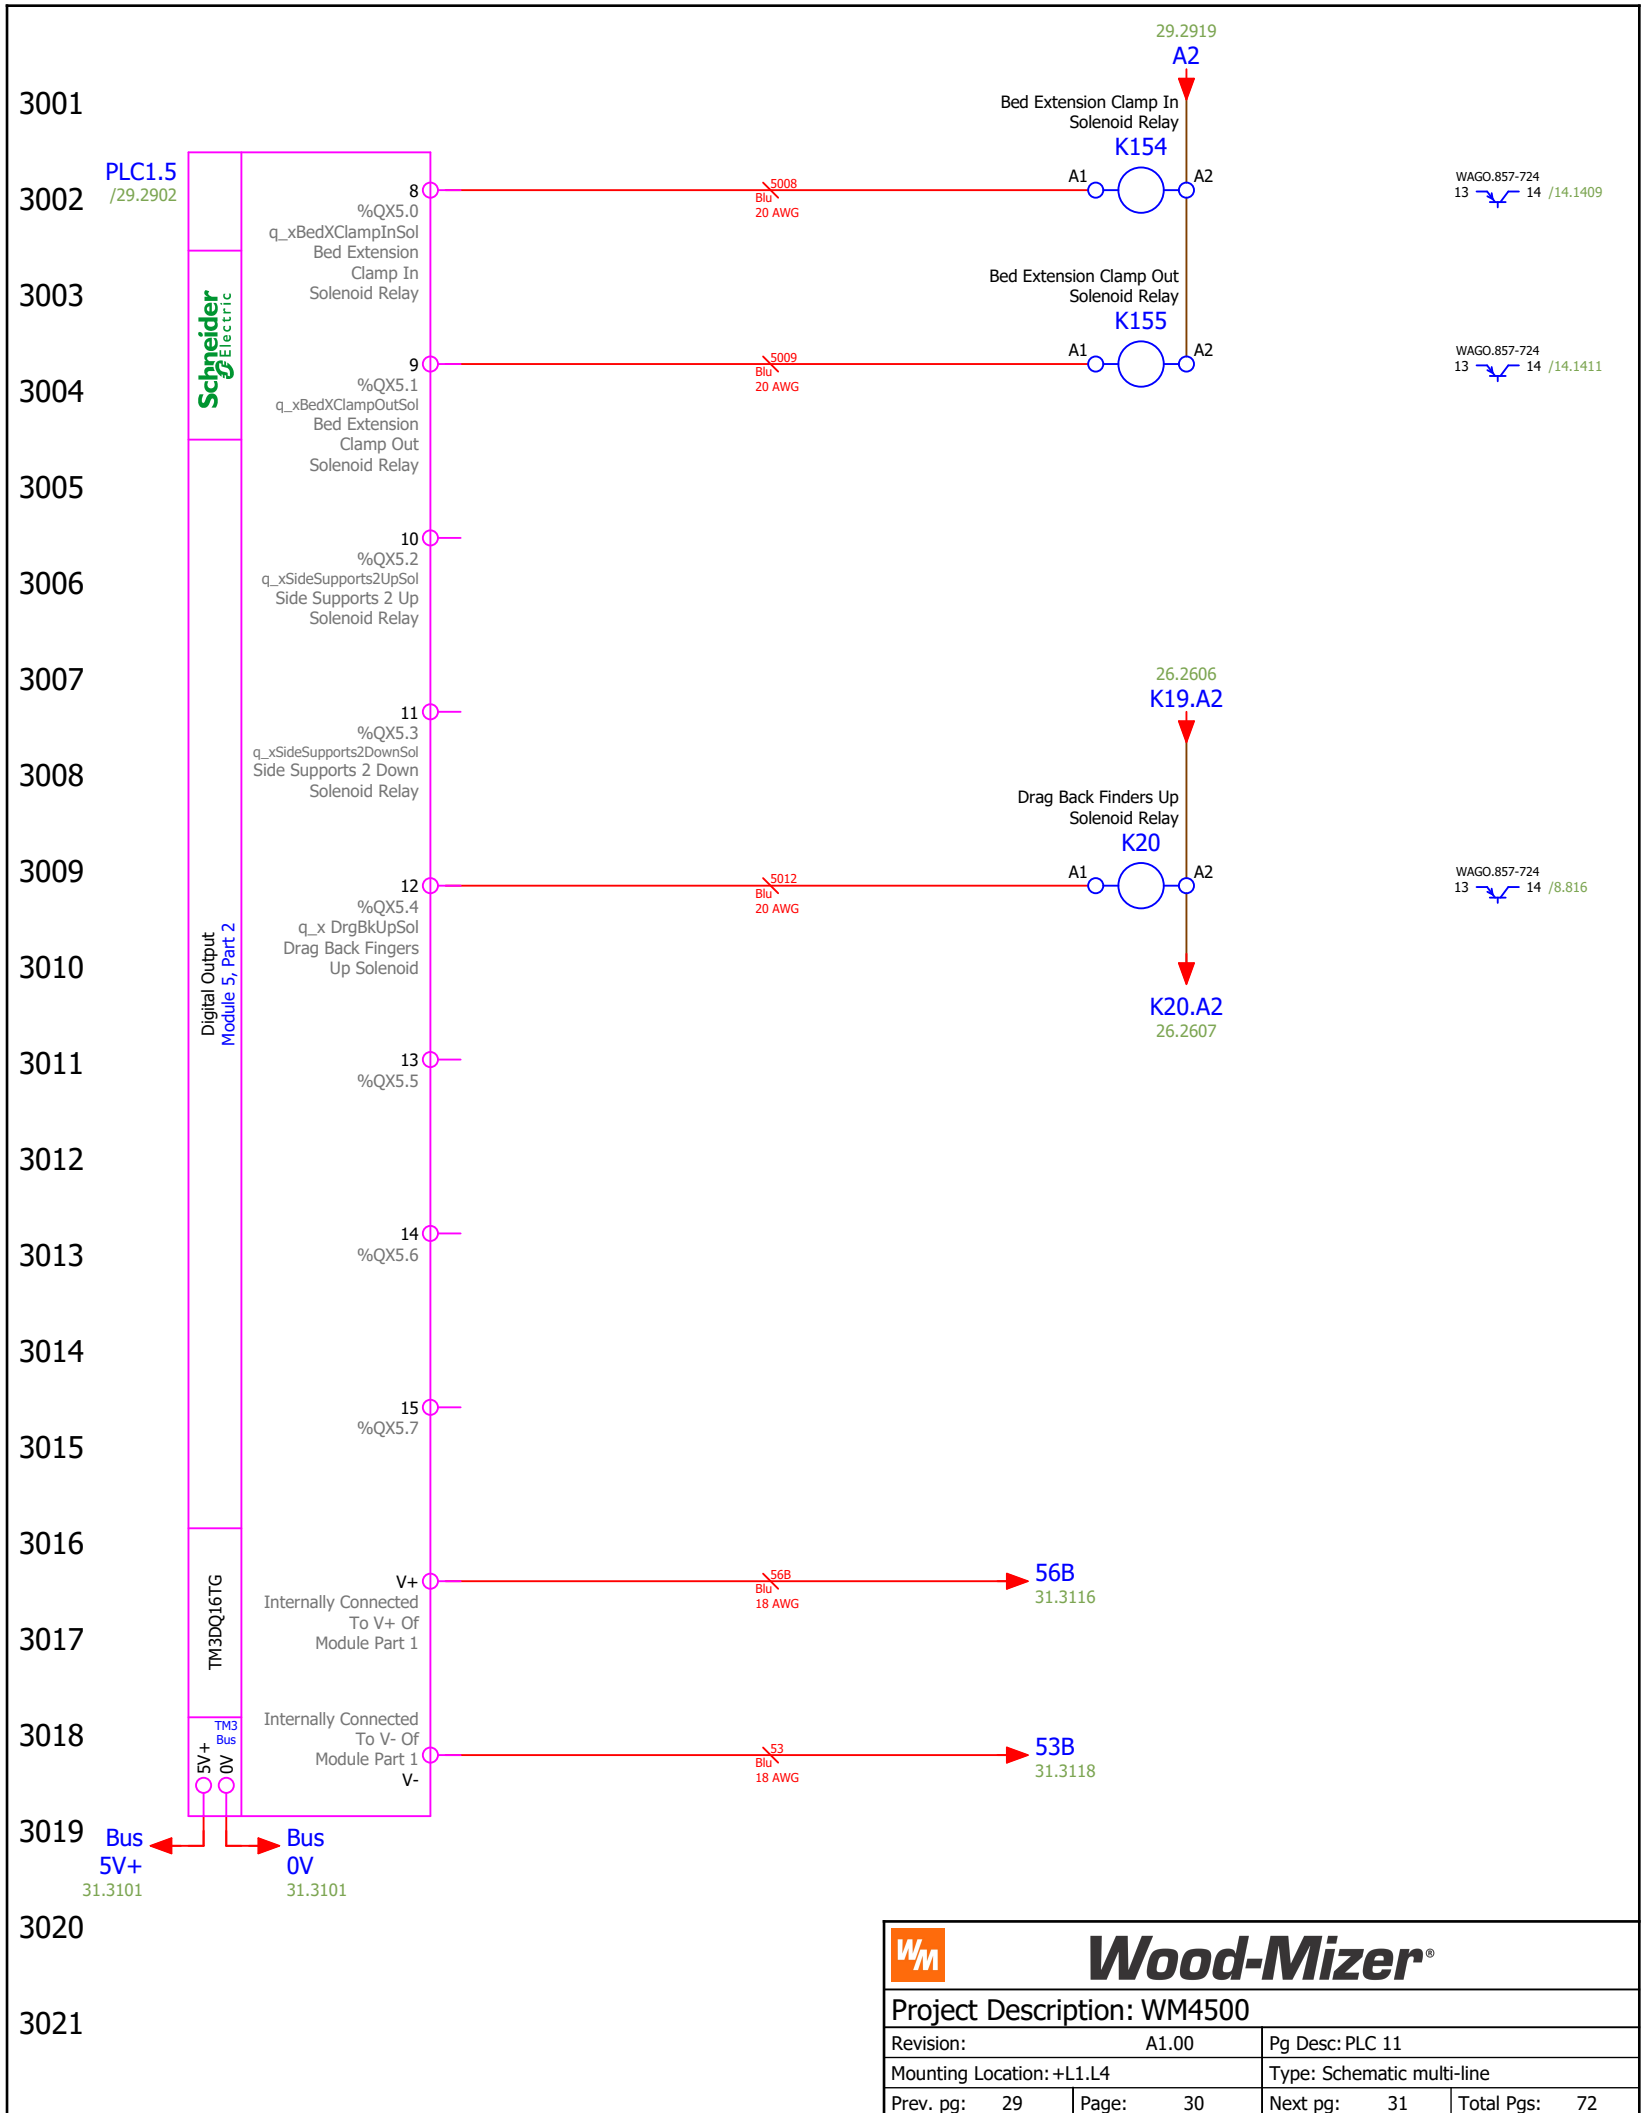 29.2919
A2
3001
Bed Extension Clamp In
Solenoid Relay
K154
PLC1.5
/29.2902
3002
8
%QX5.0
q_xBedXClampInSol
Bed Extension
Clamp In
Solenoid Relay
5008
Blu
20 AWG
A1
A2
WAGO.857-724
13
14
/14.1409
3003
Schneider
Electric
Bed Extension Clamp Out
Solenoid Relay
K155
3004
9
%QX5.1
q_xBedXClampOutSol
Bed Extension
Clamp Out
Solenoid Relay
5009
Blu
20 AWG
A1
A2
WAGO.857-724
13
14
/14.1411
3005
10
%QX5.2
3006
q_xSideSupports2UpSol
Side Supports 2 Up
Solenoid Relay
3007
26.2606
K19.A2
11
%QX5.3
q_xSideSupports2DownSol
3008
Side Supports 2 Down
Solenoid Relay
Drag Back Finders Up
Solenoid Relay
K20
3009
12
%QX5.4
q_x DrgBkUpSol
Drag Back Fingers
Up Solenoid
5012
Blu
20 AWG
A1
A2
WAGO.857-724
13
14
/8.816
Digital Output
Module 5, Part 2
3010
K20.A2
26.2607
3011
13
%QX5.5
3012
14
3013
%QX5.6
3014
15
%QX5.7
3015
3016
TM3DQ16TG
V+
Internally Connected
To V+ Of
Module Part 1
56B
Blu
18 AWG
56B
31.3116
3017
3018
TM3
Bus
5V+
0V
Internally Connected
To V- Of
Module Part 1
V-
53
Blu
18 AWG
53B
31.3118
3019
Bus
5V+
31.3101
Bus
0V
31.3101
3020
WM
Wood-Mizer®
Project Description: WM4500
3021
Revision: A1.00
Pg Desc: PLC 11
Mounting Location: +L1.L4
Type: Schematic multi-line
Prev. pg: 29
Page: 30
Next pg: 31
Total Pgs: 72